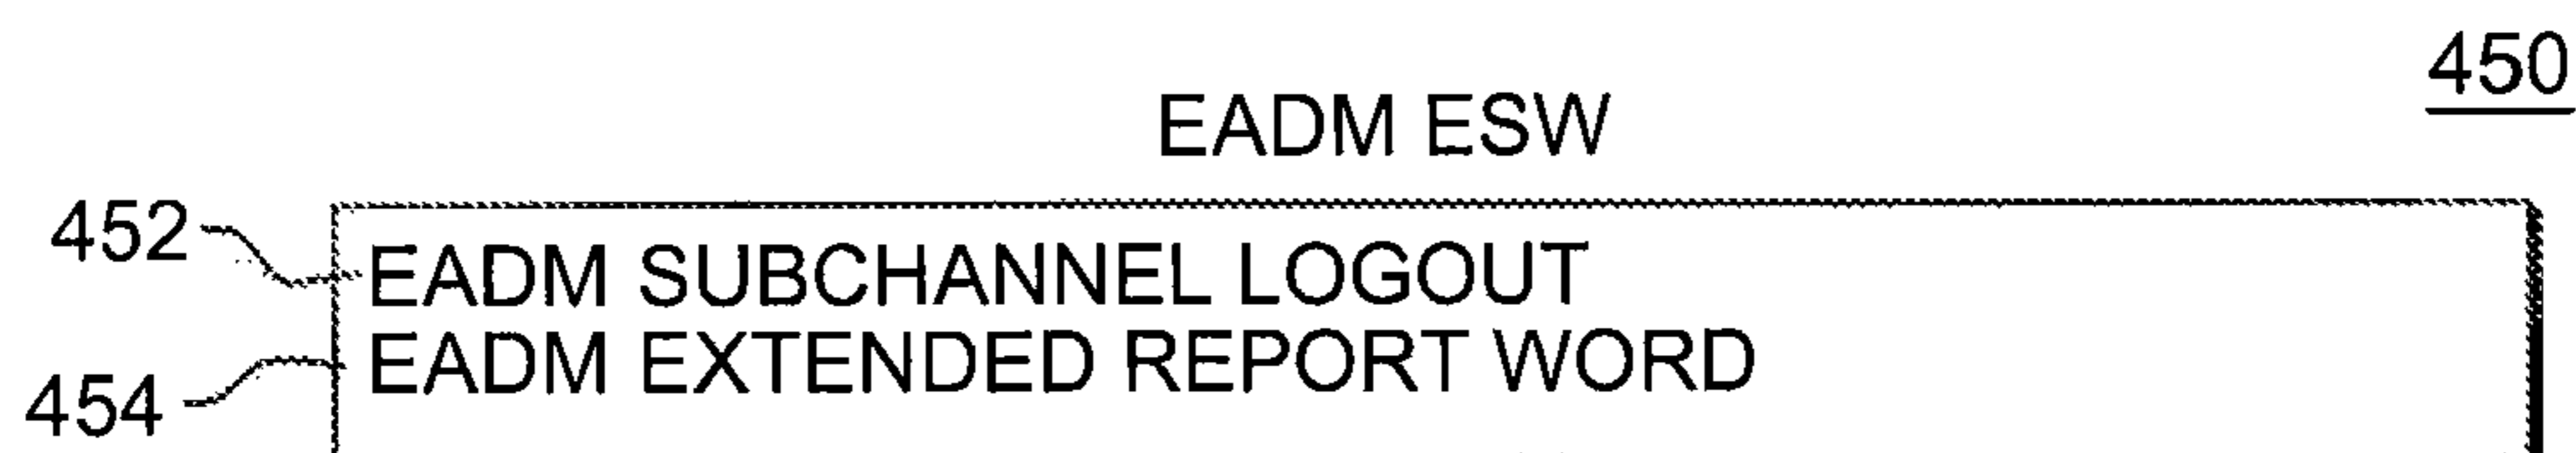 450
EADM ESW
452 EADM SUBCHANNEL LOGOUT
454 EADM EXTENDED REPORT WORD